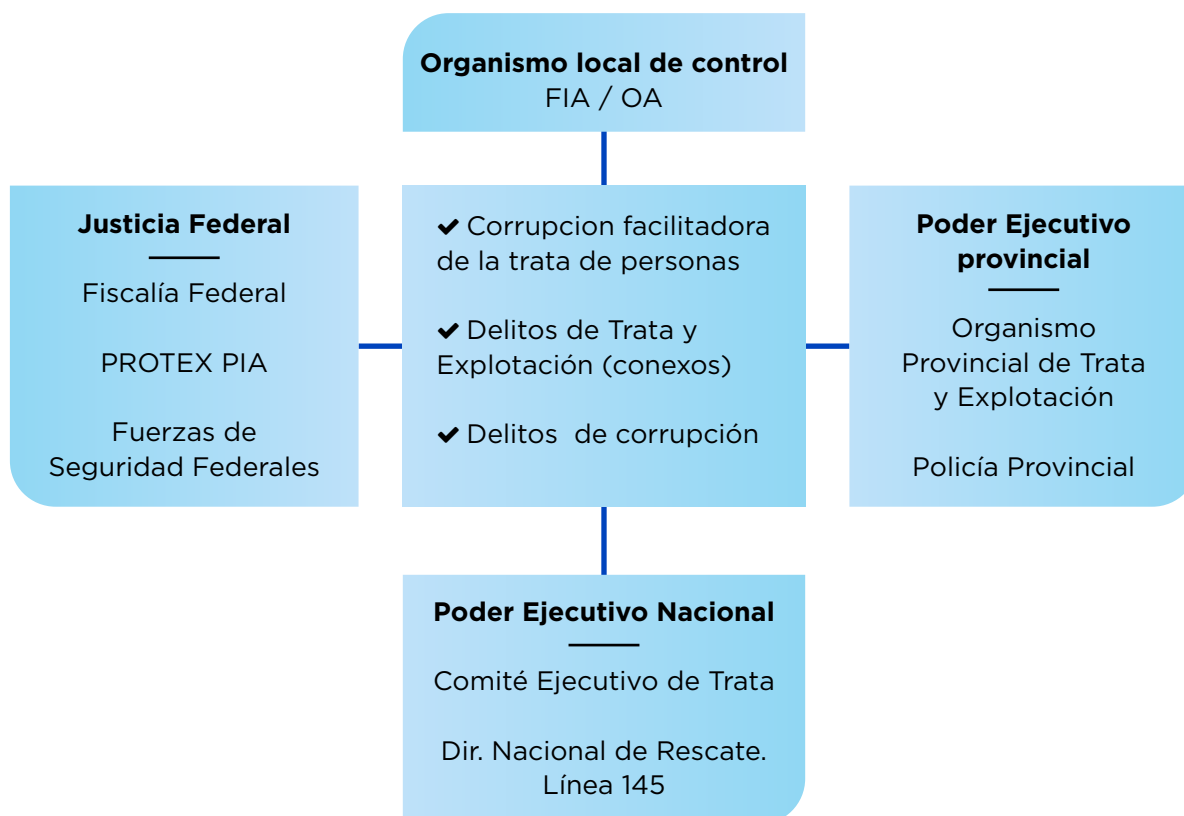 Organismo local de control
FIA / OA
Justicia Federal
Fiscalía Federal
PROTEX PIA
Fuerzas de
Seguridad Federales
✔ Corrupcion facilitadora
de la trata de personas
✔ Delitos de Trata y
Explotación (conexos)
✔ Delitos  de corrupción
Poder Ejecutivo
provincial
Organismo
Provincial de Trata
y Explotación
Policía Provincial
Poder Ejecutivo Nacional
Comité Ejecutivo de Trata
Dir. Nacional de Rescate.
Línea 145